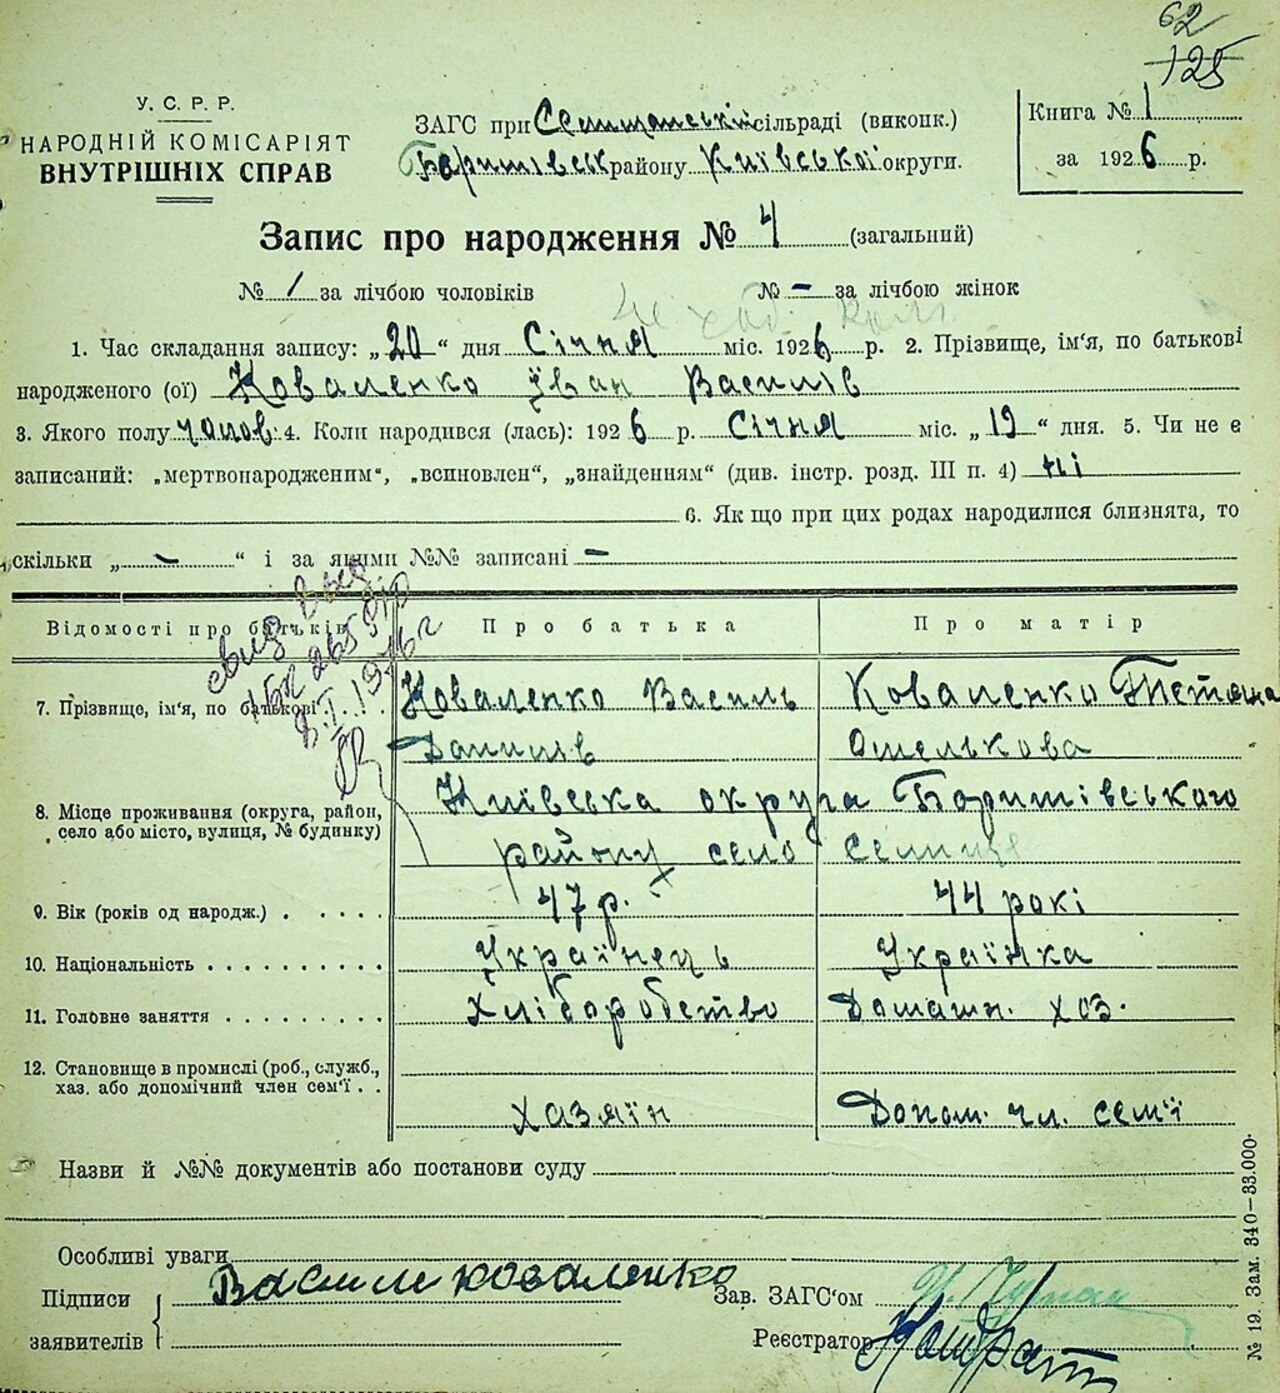 62
125
У. С. Р. Р.
НАРОДНІЙ КОМІСАРІЯТ
ВНУТРІШНІХ СПРАВ
ЗАГС при Селищанській сільраді (виконк.)
Баришівськ району Київської округи.
Книга № 1
за 1926 р.
Запис про народження № 4 (загальний)
№ 1 за лічбою чоловіків № - за лічбою жінок
1. Час складання запису: „20“ дня Січня міс. 1926 р. 2. Прізвище, ім‘я, по батькові
народженого (ої) Коваленко Їван Василів
3. Якого полу чолов. 4. Коли народився (лась): 1926 р. Січня міс. „19“ дня. 5. Чи не є
записаний: „мертвонародженим“, „всиновлен“, „знайденням“ (див. інстр. розд. III п. 4) ні
6. Як що при цих родах народилися близнята, то
скільки „-“ і за якими №№ записані -
Відомості про батьків Про батька Про матір
7. Прізвище, ім‘я, по батькові Коваленко Василь Коваленко Тетяна
Данилів Омелькова
8. Місце проживання (округа, район, Київська округа Баришівського
село або місто, вулиця, № будинку) району село Селище
9. Вік (років од народж.) 47 р. 44 рокі
10. Національність Українець Українка
11. Головне заняття Хліборобство Домашн. хоз.
12. Становище в промислі (роб., служб.,
хаз. або допомічний член сем‘ї Хазяїн Допом. чл. сем‘ї
Назви й №№ документів або постанови суду
Особливі уваги
Підписи Василь Коваленко Зав. ЗАГС‘ом
заявителів Реєстратор
№ 19. Зам. 340—33.000.